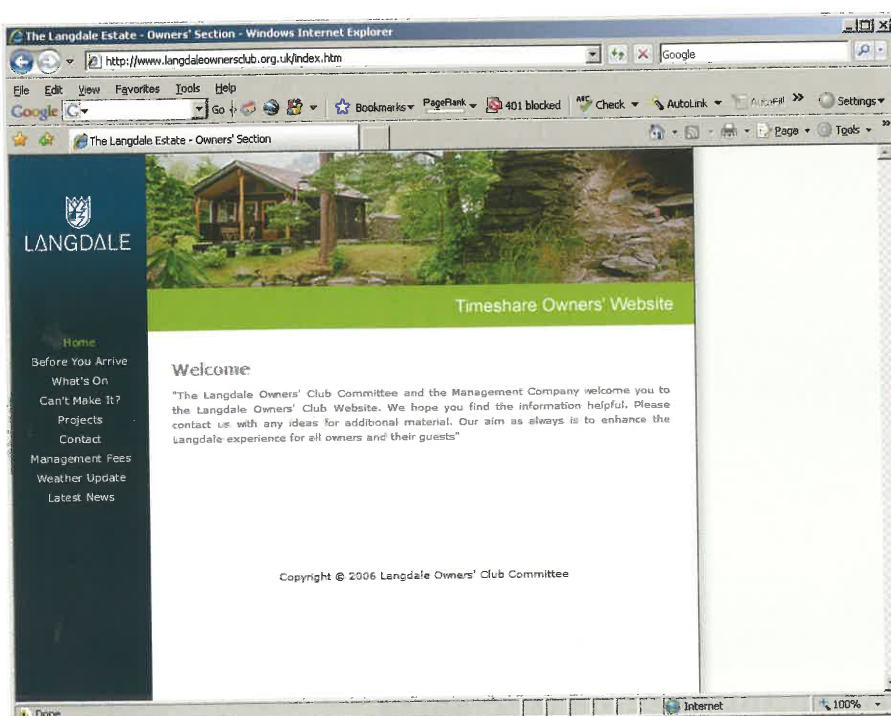 The Langdale Estate - Owners' Section - Windows Internet Explorer
http://www.langdaleownersclub.org.uk/index.htm
Google
File Edit View Favorites Tools Help
Google G Go Bookmarks PageRank 401 blocked ABC Check AutoLink AutoFill » Settings
The Langdale Estate - Owners' Section
Page Tools »
LANGDALE
Timeshare Owners' Website
Home
Before You Arrive
What's On
Can't Make It?
Projects
Contact
Management Fees
Weather Update
Latest News
Welcome
"The Langdale Owners' Club Committee and the Management Company welcome you to
the Langdale Owners' Club Website. We hope you find the information helpful. Please
contact us with any ideas for additional material. Our aim as always is to enhance the
Langdale experience for all owners and their guests"
Copyright © 2006 Langdale Owners' Club Committee
Done
Internet
100%